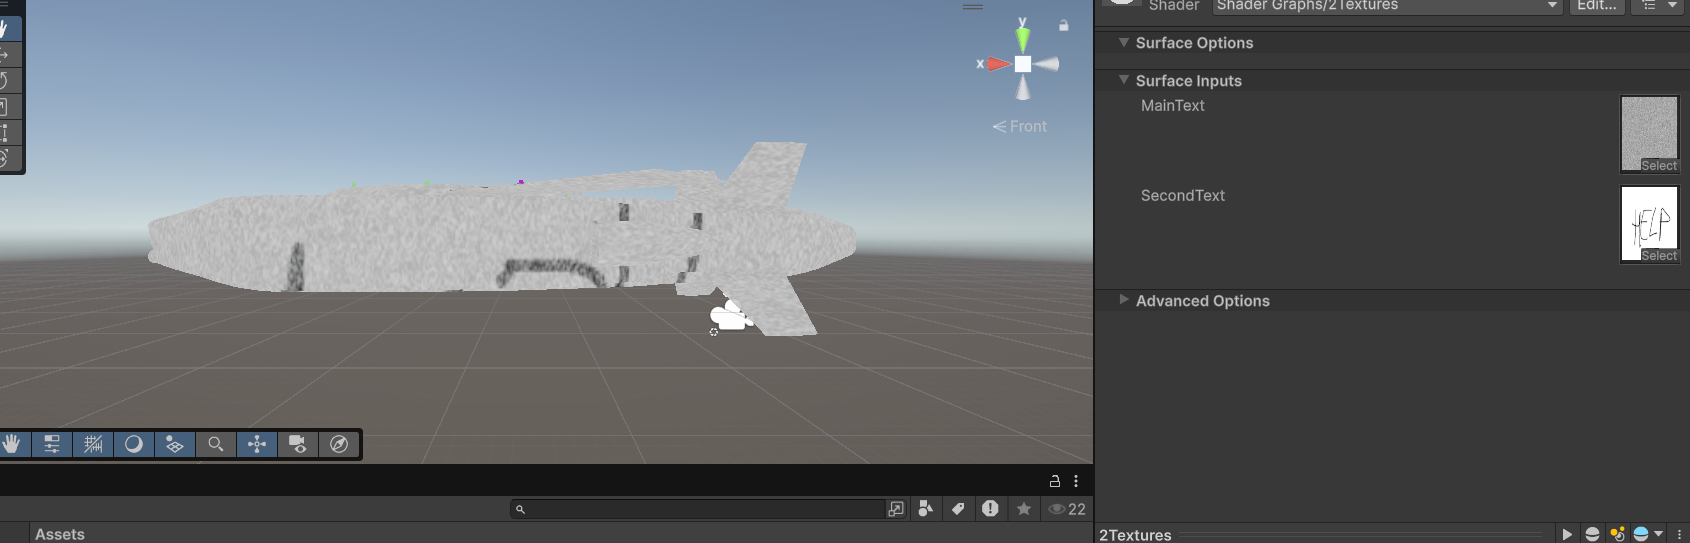 Shader Shader Graphs/2Textures Edit...
y
x
Front
Surface Options
Surface Inputs
MainText
Select
SecondText
HELP
Select
Advanced Options
22
Assets
2Textures